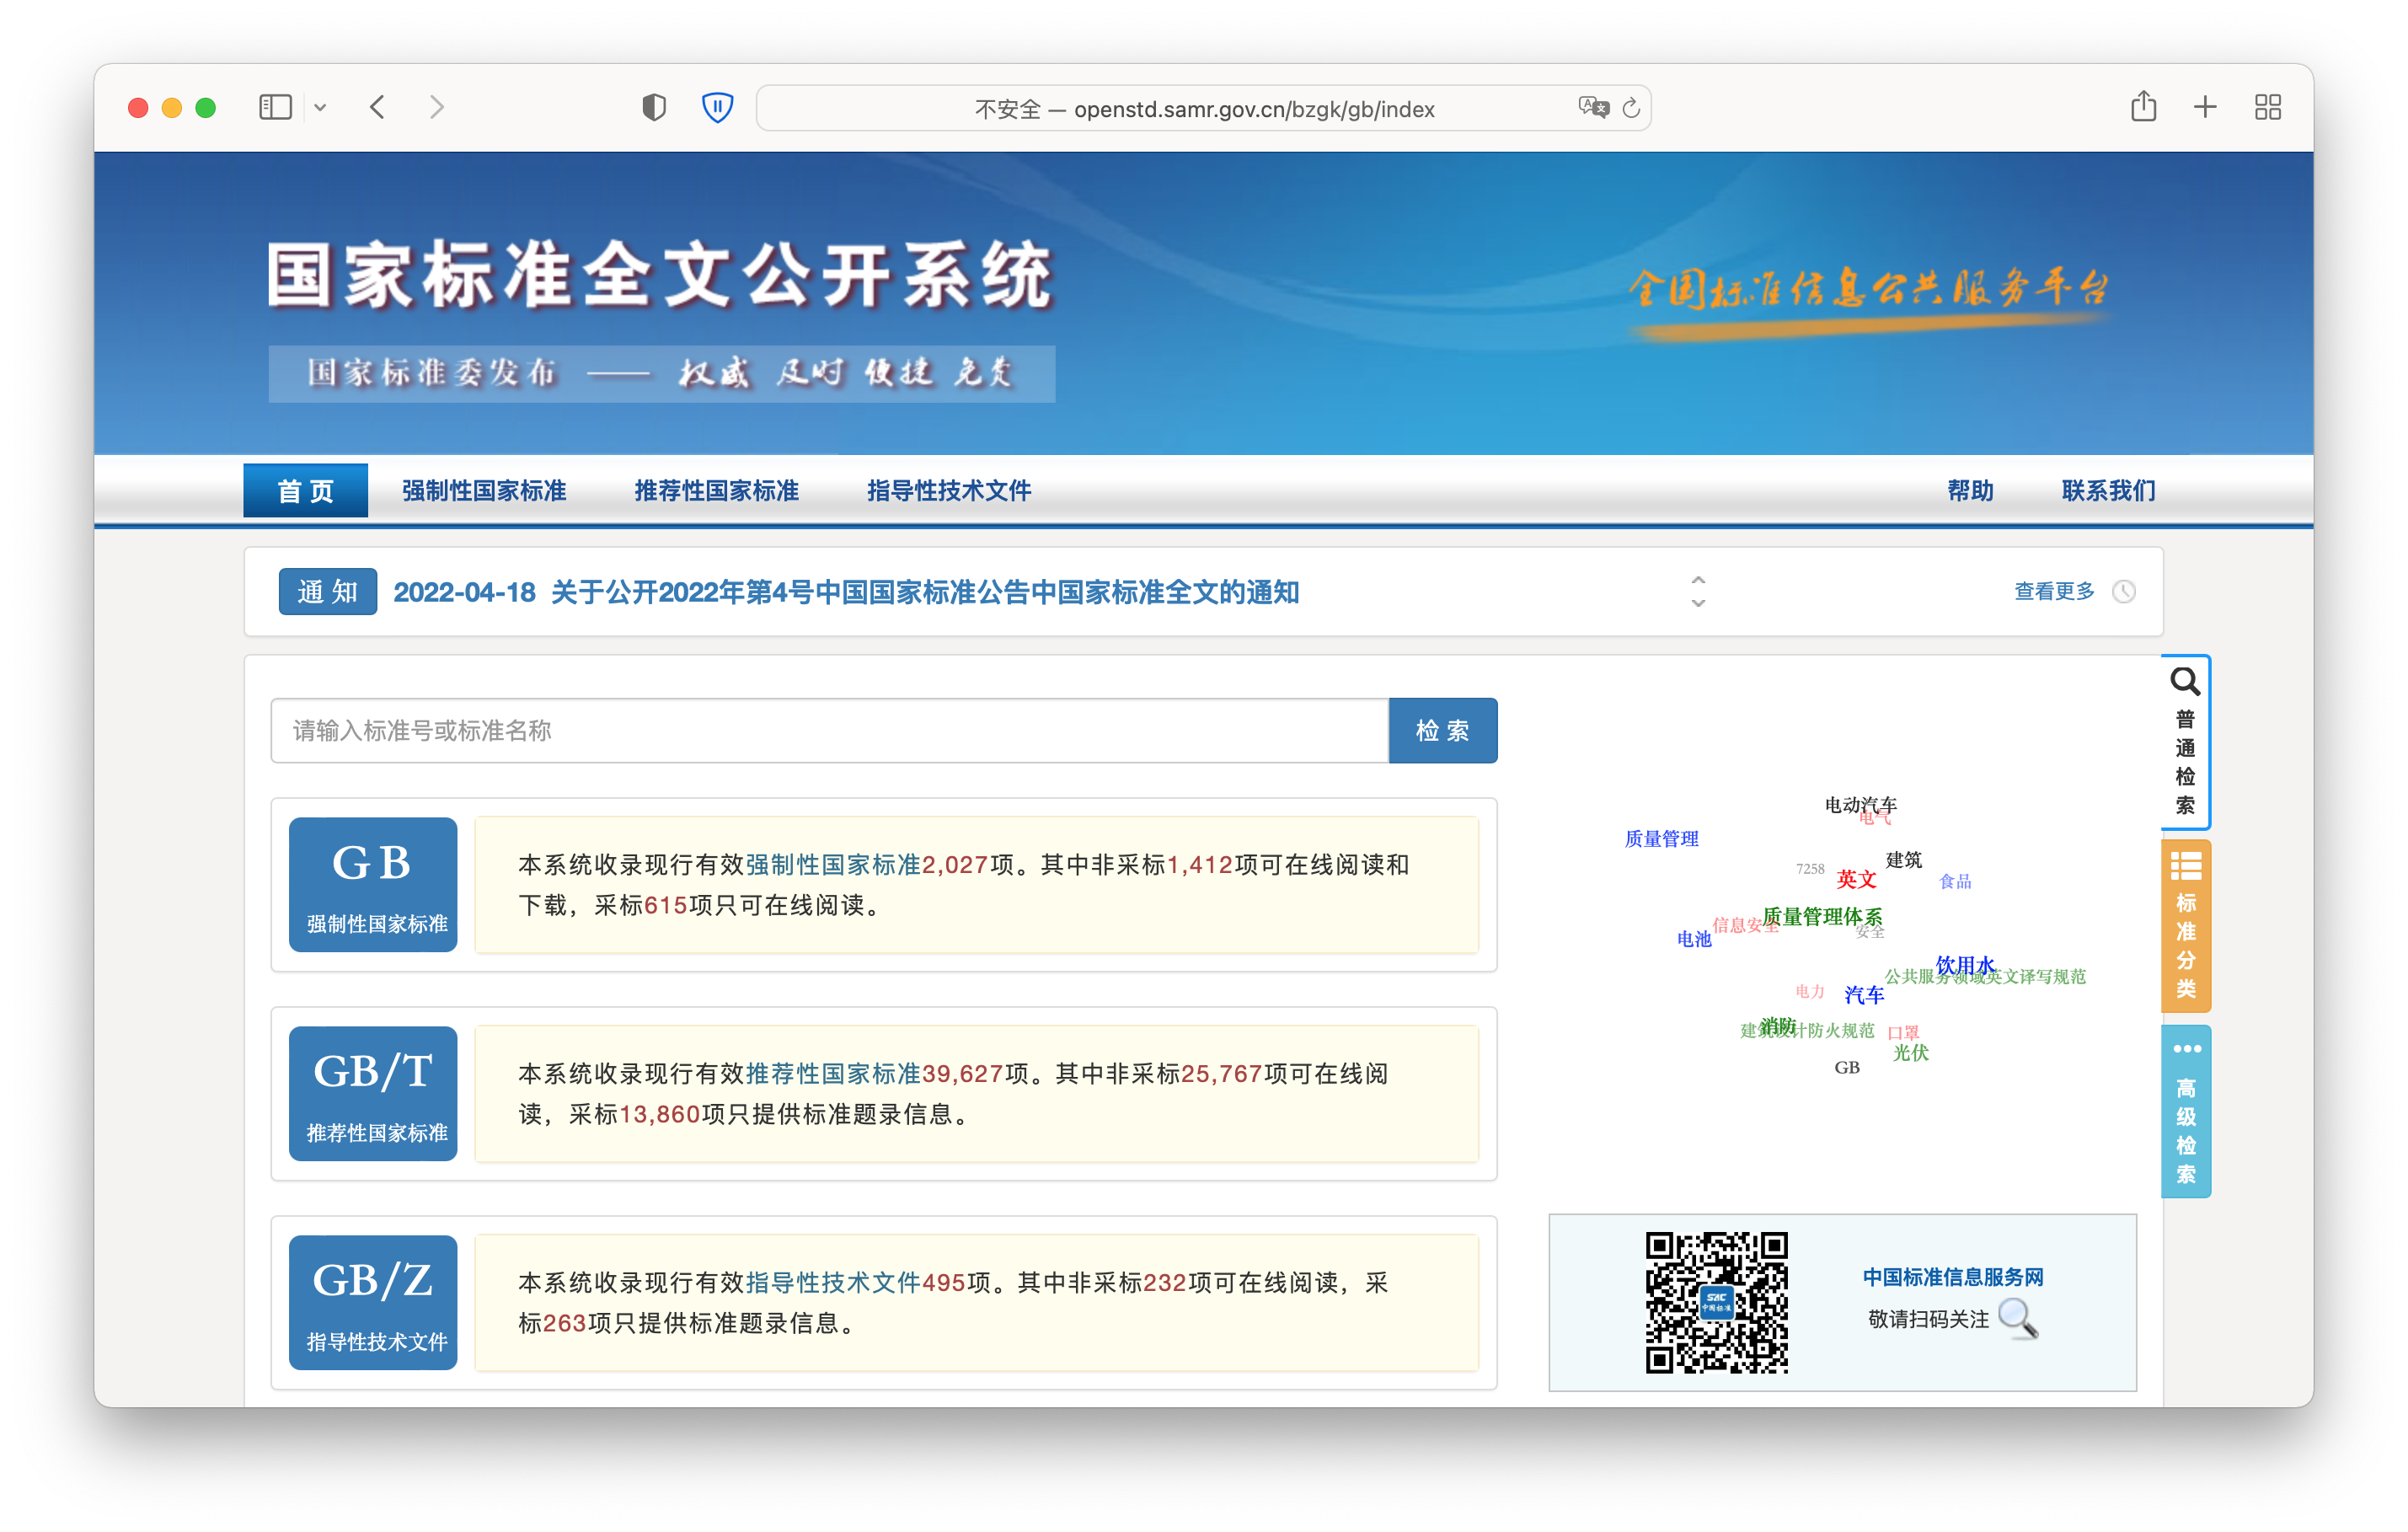 不安全 — openstd.samr.gov.cn/bzgk/gb/index
国家标准全文公开系统
全国标准信息公共服务平台
国家标准委发布 —— 权威 及时 便捷 免费
首 页 强制性国家标准 推荐性国家标准 指导性技术文件 帮助 联系我们
通 知 2022-04-18 关于公开2022年第4号中国国家标准公告中国家标准全文的通知 查看更多
请输入标准号或标准名称 检 索
普通检索
标准分类
高级检索
G B
强制性国家标准
本系统收录现行有效强制性国家标准2,027项。其中非采标1,412项可在线阅读和
下载，采标615项只可在线阅读。
GB/T
推荐性国家标准
本系统收录现行有效推荐性国家标准39,627项。其中非采标25,767项可在线阅
读，采标13,860项只提供标准题录信息。
GB/Z
指导性技术文件
本系统收录现行有效指导性技术文件495项。其中非采标232项可在线阅读，采
标263项只提供标准题录信息。
电动汽车
电气
质量管理
建筑
7258
英文
食品
质量管理体系
信息安全
安全
电池
饮用水
公共服务领域英文译写规范
电力
汽车
消防
建筑设计防火规范
口罩
光伏
GB
SAC
中国标准
中国标准信息服务网
敬请扫码关注